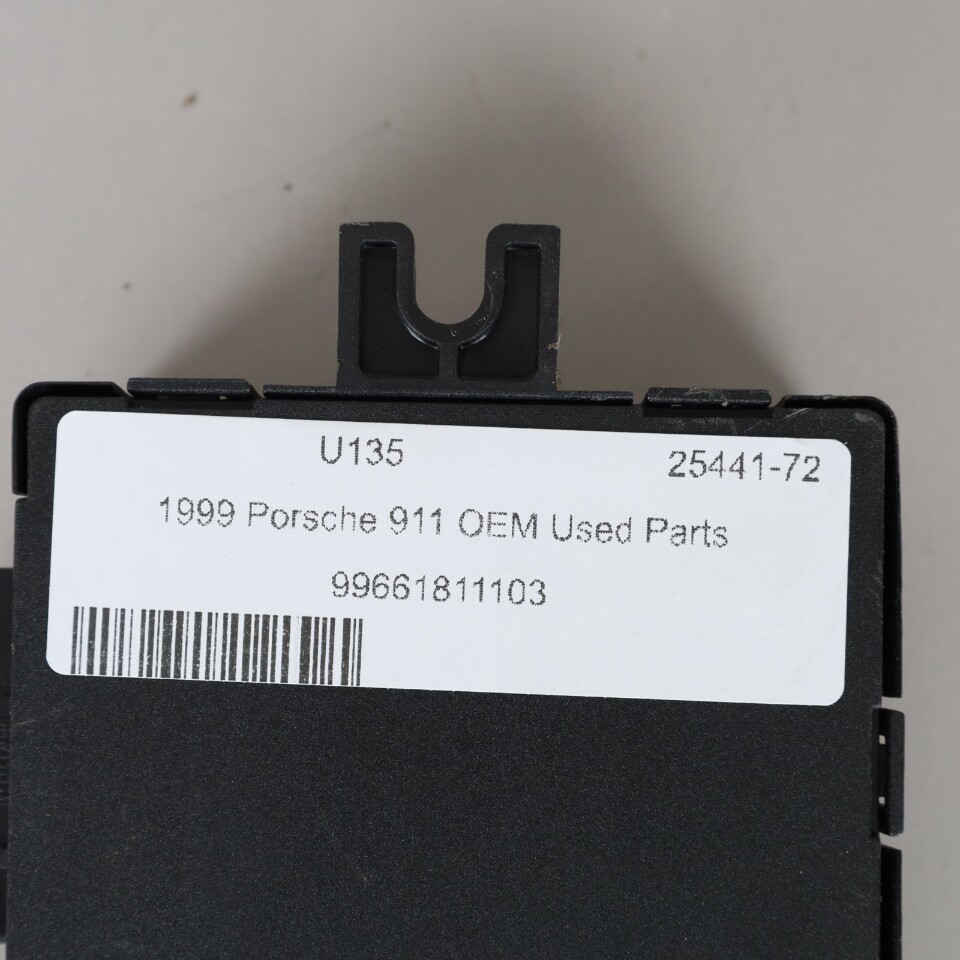 U135 25441-72
1999 Porsche 911 OEM Used Parts
99661811103